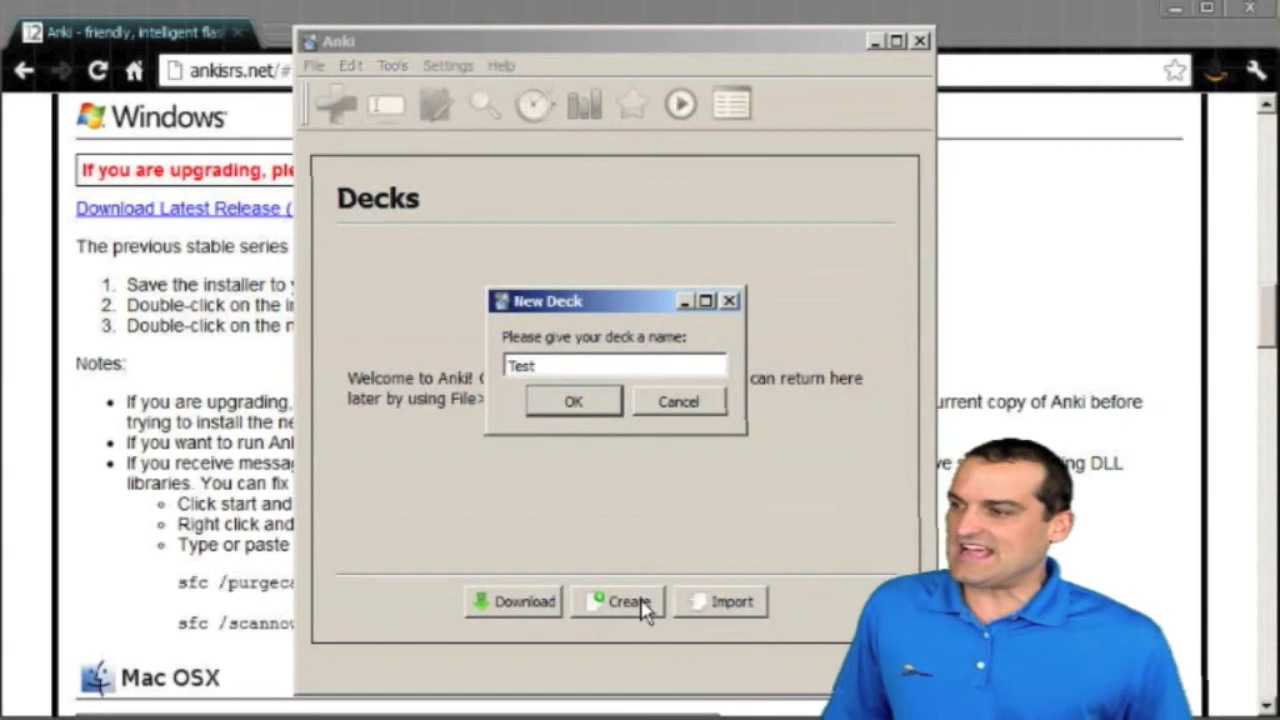 Anki - friendly, intelligent flas
ankisrs.net/#
Windows
If you are upgrading, ple
Download Latest Release (
The previous stable series
1. Save the installer to
2. Double-click on the
3. Double-click on the
Notes:
If you are upgrading,
urrent copy of Anki before
trying to install the
If you want to run Ank
If you receive messa
ng DLL
libraries. You can fix
Click start and
Right click and
Type or paste
sfc /purgeca
sfc /scannow
Mac OSX
Anki
File Edit Tools Settings Help
Decks
Welcome to Anki!
can return here
later by using File>
New Deck
Please give your deck a name:
Test
OK Cancel
Download Create Import